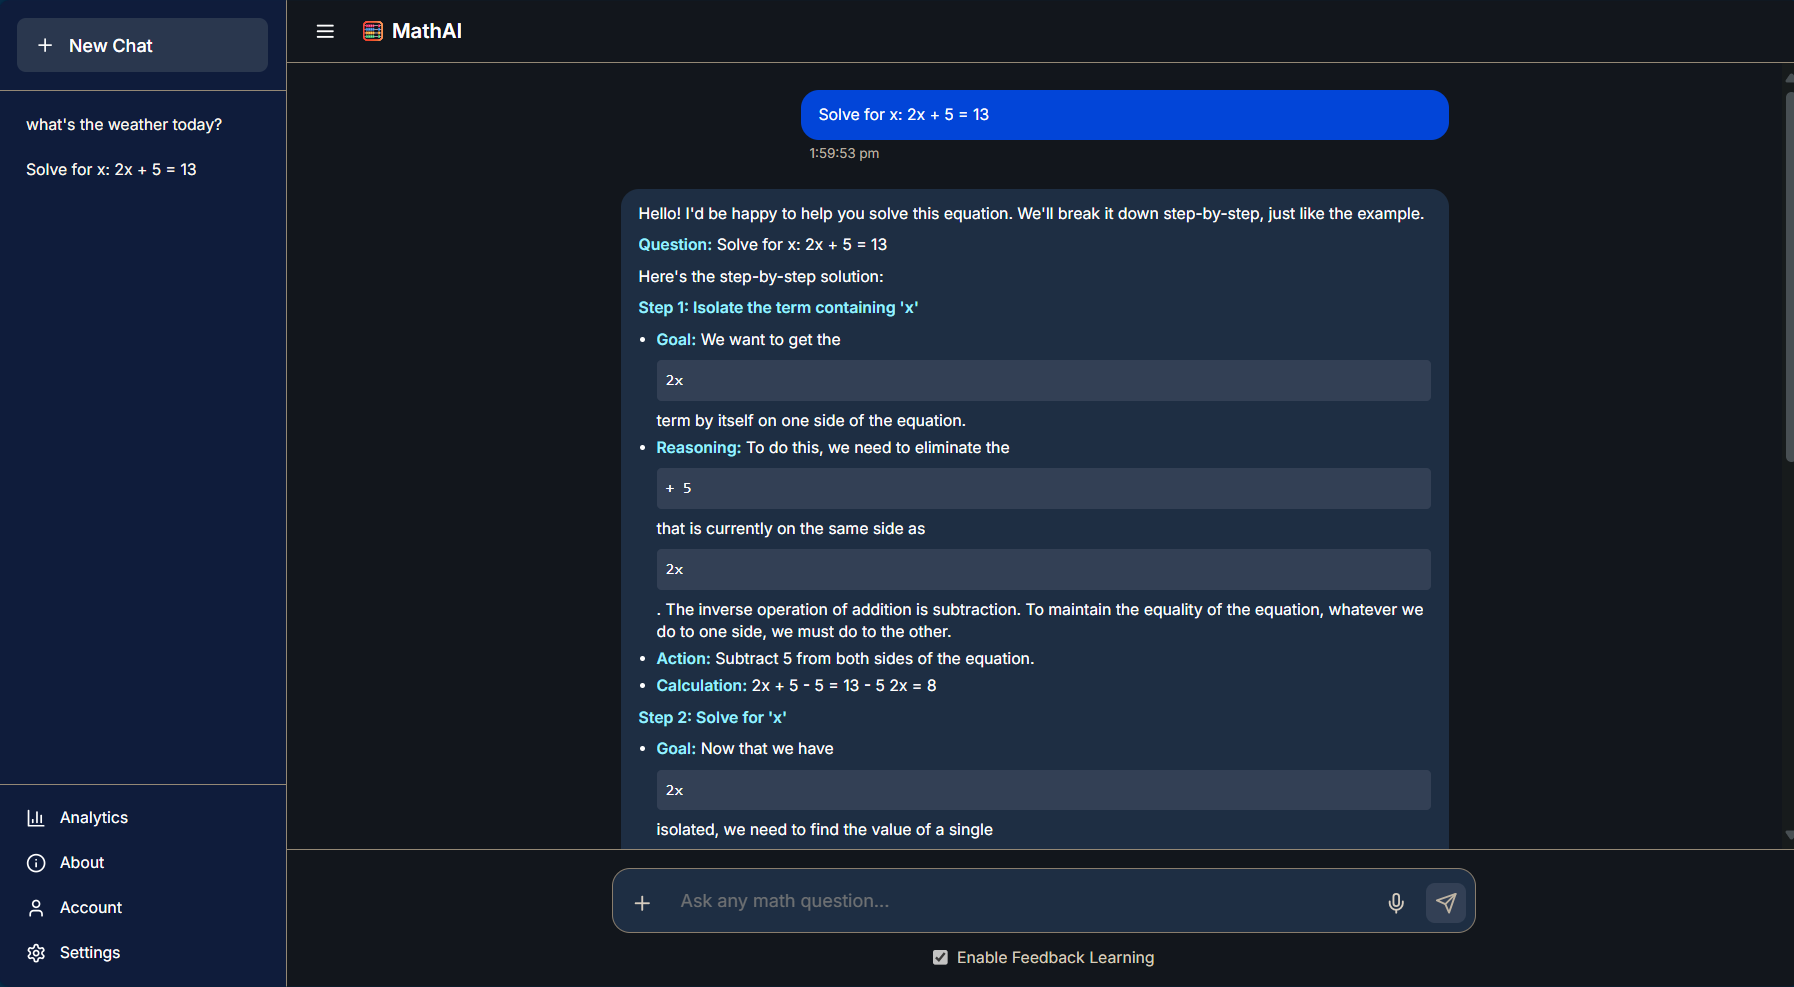 New Chat
what's the weather today?
Solve for x: 2x + 5 = 13
Analytics
About
Account
Settings
MathAI
Solve for x: 2x + 5 = 13
1:59:53 pm
Hello! I'd be happy to help you solve this equation. We'll break it down step-by-step, just like the example.
Question: Solve for x: 2x + 5 = 13
Here's the step-by-step solution:
Step 1: Isolate the term containing 'x'
• Goal: We want to get the
2x
term by itself on one side of the equation.
• Reasoning: To do this, we need to eliminate the
+ 5
that is currently on the same side as
2x
. The inverse operation of addition is subtraction. To maintain the equality of the equation, whatever we
do to one side, we must do to the other.
• Action: Subtract 5 from both sides of the equation.
• Calculation: 2x + 5 - 5 = 13 - 5 2x = 8
Step 2: Solve for 'x'
• Goal: Now that we have
2x
isolated, we need to find the value of a single
Ask any math question...
Enable Feedback Learning